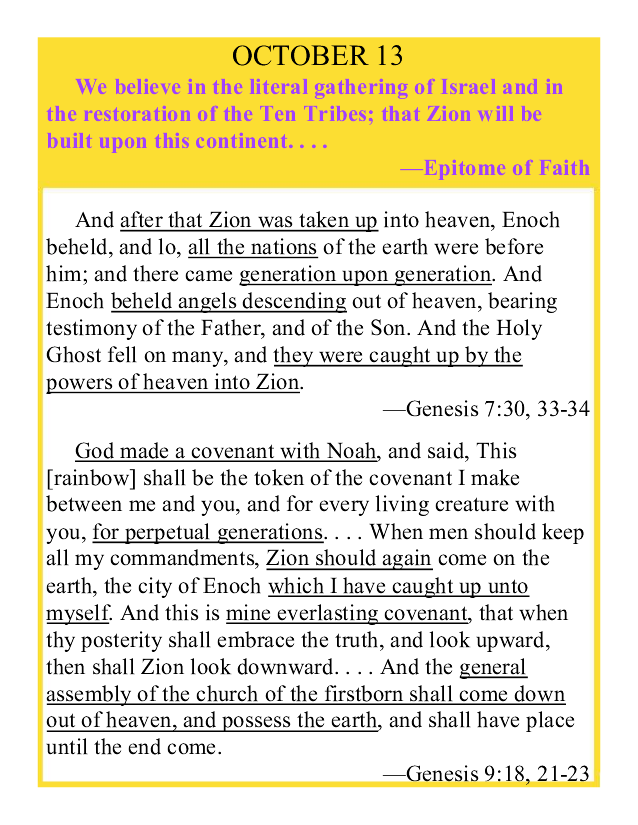 OCTOBER 13
We believe in the literal gathering of Israel and in
the restoration of the Ten Tribes; that Zion will be
built upon this continent. . . .
—Epitome of Faith
And after that Zion was taken up into heaven, Enoch
beheld, and lo, all the nations of the earth were before
him; and there came generation upon generation. And
Enoch beheld angels descending out of heaven, bearing
testimony of the Father, and of the Son. And the Holy
Ghost fell on many, and they were caught up by the
powers of heaven into Zion.
—Genesis 7:30, 33-34
God made a covenant with Noah, and said, This
[rainbow] shall be the token of the covenant I make
between me and you, and for every living creature with
you, for perpetual generations. . . . When men should keep
all my commandments, Zion should again come on the
earth, the city of Enoch which I have caught up unto
myself. And this is mine everlasting covenant, that when
thy posterity shall embrace the truth, and look upward,
then shall Zion look downward. . . . And the general
assembly of the church of the firstborn shall come down
out of heaven, and possess the earth, and shall have place
until the end come.
—Genesis 9:18, 21-23